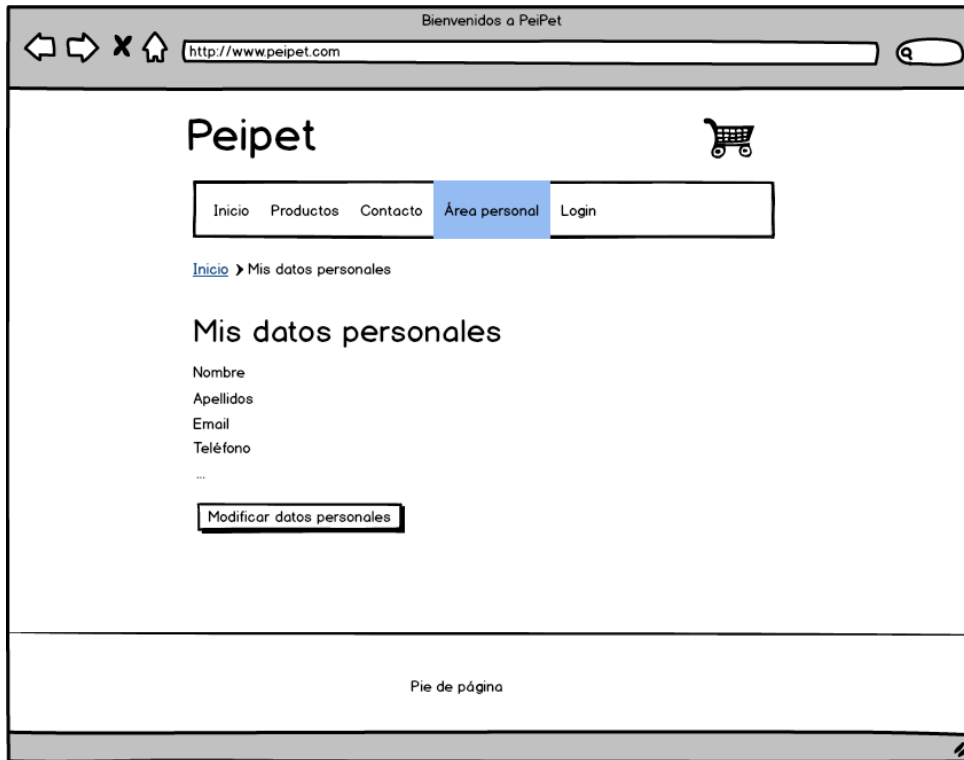 Bienvenidos a PeiPet
http://www.peipet.com
Peipet
Inicio Productos Contacto Área personal Login
Inicio > Mis datos personales
Mis datos personales
Nombre
Apellidos
Email
Teléfono
...
Modificar datos personales
Pie de página